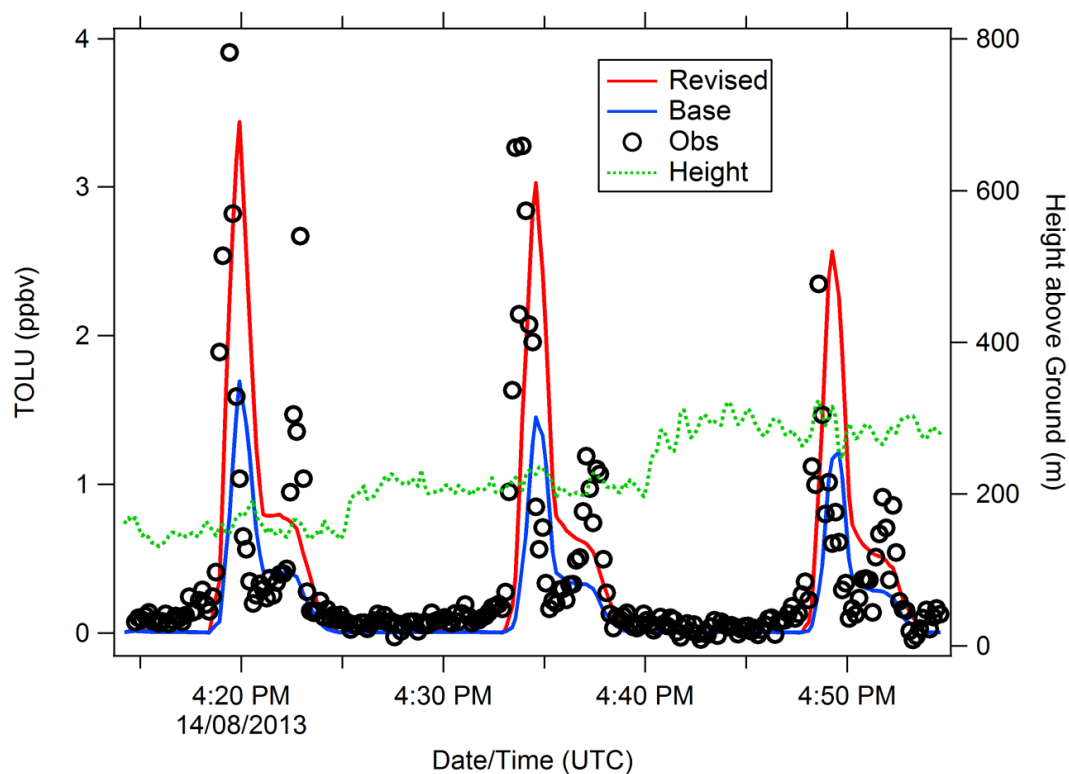 4
3
2
1
0
TOLU (ppbv)
Revised
Base
Obs
Height
800
600
400
200
0
Height above Ground (m)
4:20 PM
14/08/2013
4:30 PM
4:40 PM
4:50 PM
Date/Time (UTC)